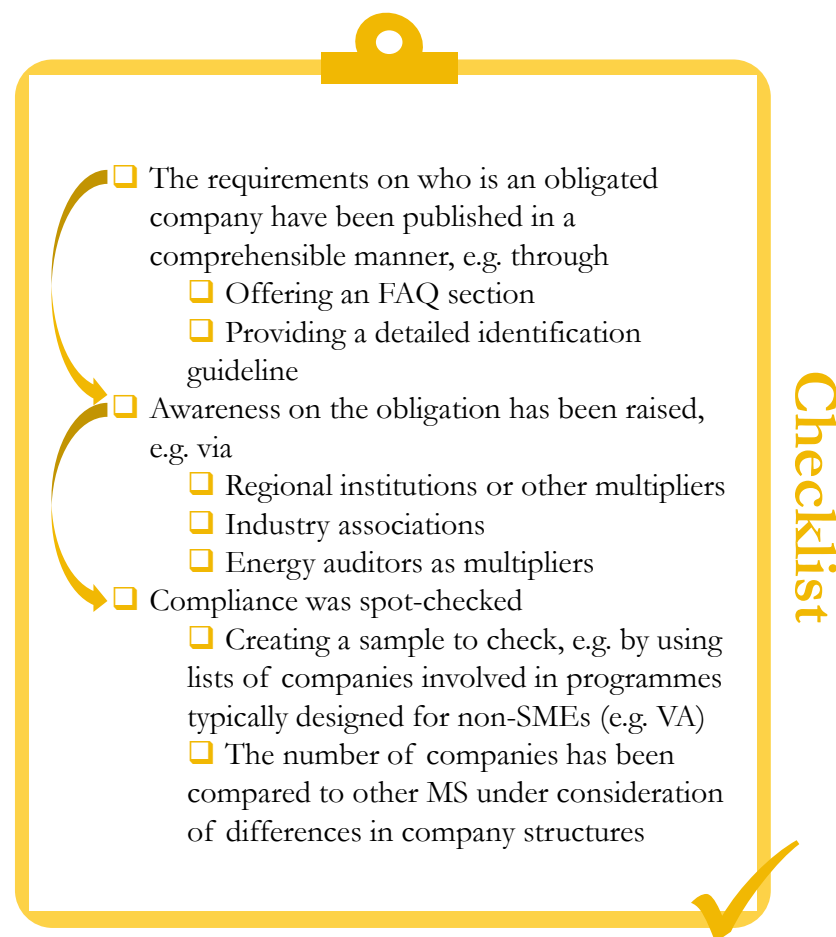 The requirements on who is an obligated
company have been published in a
comprehensible manner, e.g. through
Offering an FAQ section
Providing a detailed identification
guideline
Awareness on the obligation has been raised,
e.g. via
Regional institutions or other multipliers
Industry associations
Energy auditors as multipliers
Compliance was spot-checked
Creating a sample to check, e.g. by using
lists of companies involved in programmes
typically designed for non-SMEs (e.g. VA)
The number of companies has been
compared to other MS under consideration
of differences in company structures
Checklist